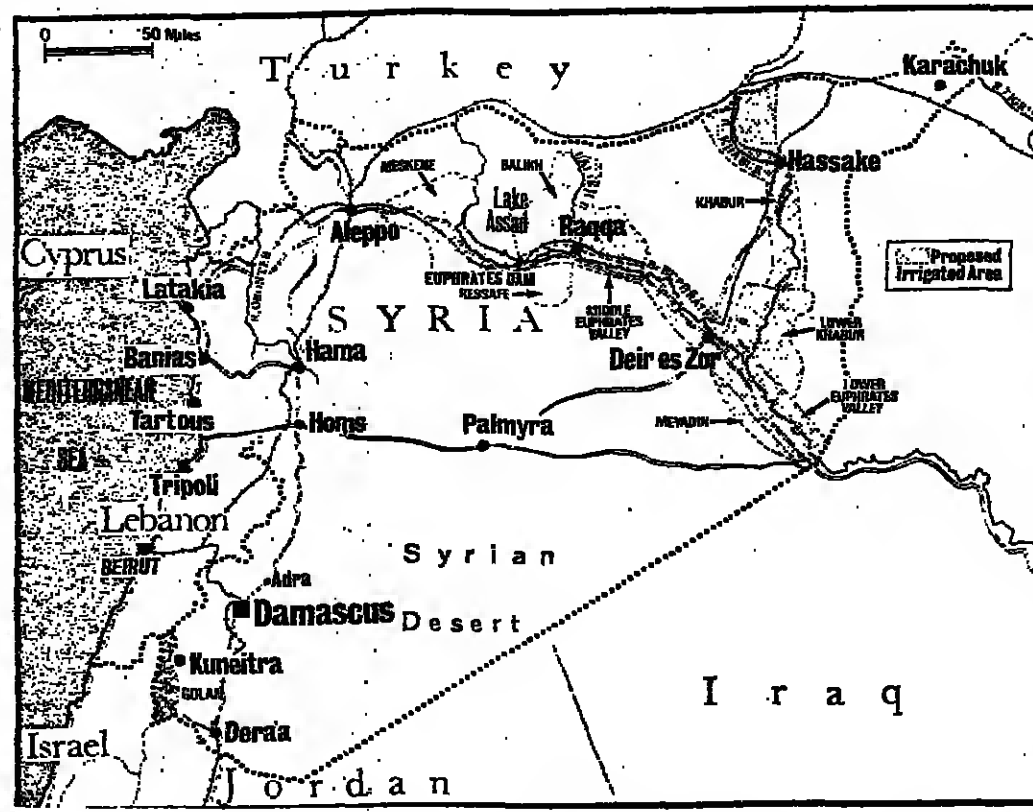 0 50 Miles
Turkey
Karachuk
Hassake
MESKENE
BALIKH
KHABUR
Lake
Assad
Raqqa
Aleppo
Cyprus
Proposed
Irrigated Area
EUPHRATES DAM
RESSAFE
Latakia
R.ORONTES
SYRIA
MIDDLE
EUPHRATES
VALLEY
LOWER
KHABUR
Banias
Hama
Deir es Zor
MEDITERRANEAN
SEA
LOWER
EUPHRATES
VALLEY
Tartous
Homs
Palmyra
MEYADIN
Tripoli
Lebanon
BEIRUT
Syrian
Desert
Adra
Damascus
Kuneitra
GOLAN
Iraq
Israel
Dera'a
Jordan